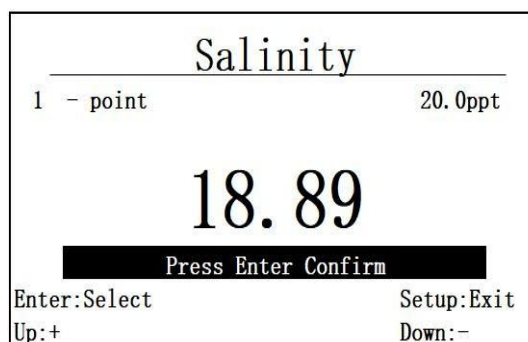 Salinity
1 - point 20.0ppt
18.89
Press Enter Confirm
Enter:Select Setup:Exit
Up:+ Down:-